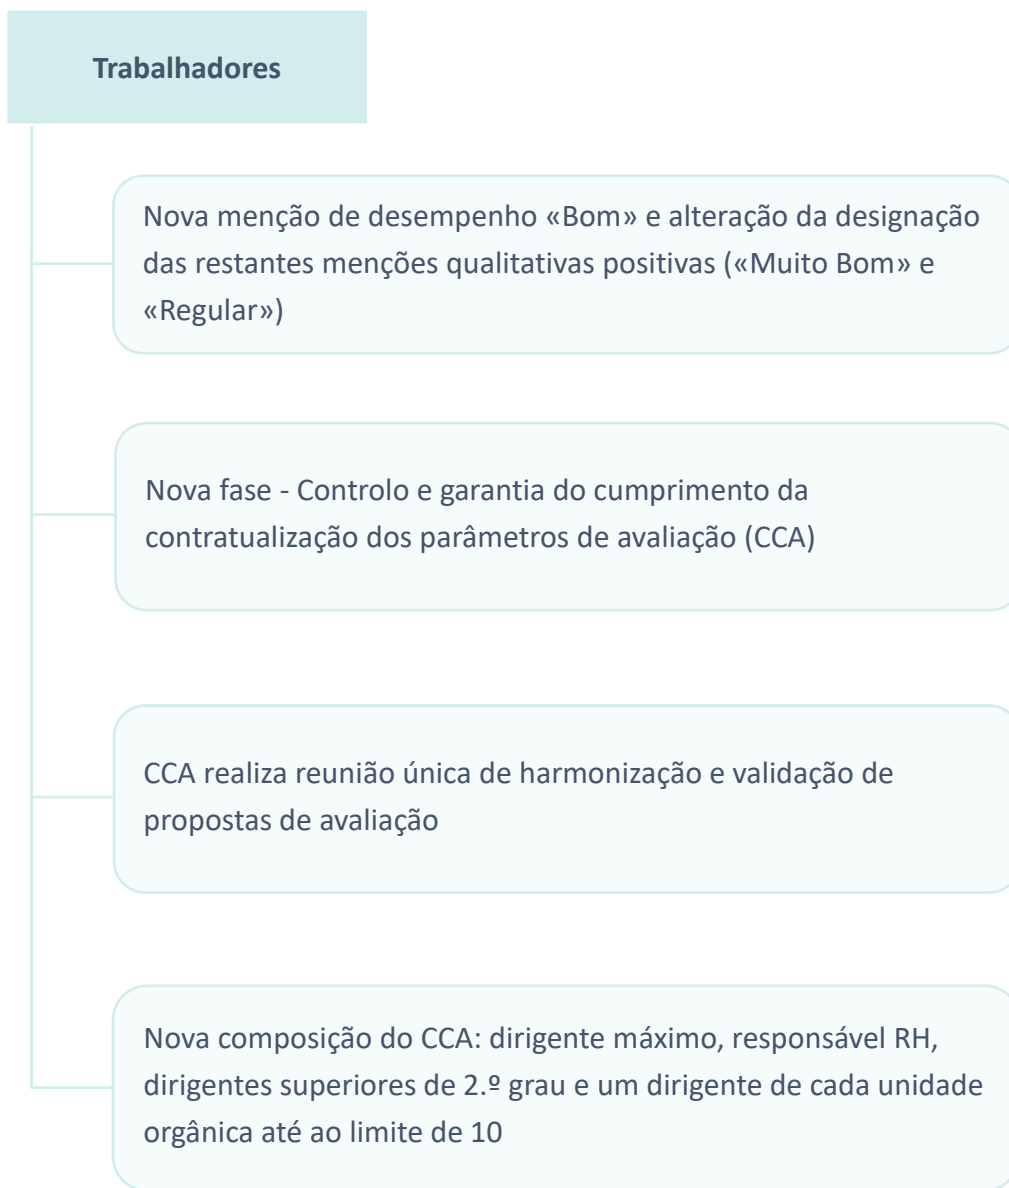 Trabalhadores
Nova menção de desempenho «Bom» e alteração da designação
das restantes menções qualitativas positivas («Muito Bom» e
«Regular»)
Nova fase - Controlo e garantia do cumprimento da
contratualização dos parâmetros de avaliação (CCA)
CCA realiza reunião única de harmonização e validação de
propostas de avaliação
Nova composição do CCA: dirigente máximo, responsável RH,
dirigentes superiores de 2.º grau e um dirigente de cada unidade
orgânica até ao limite de 10